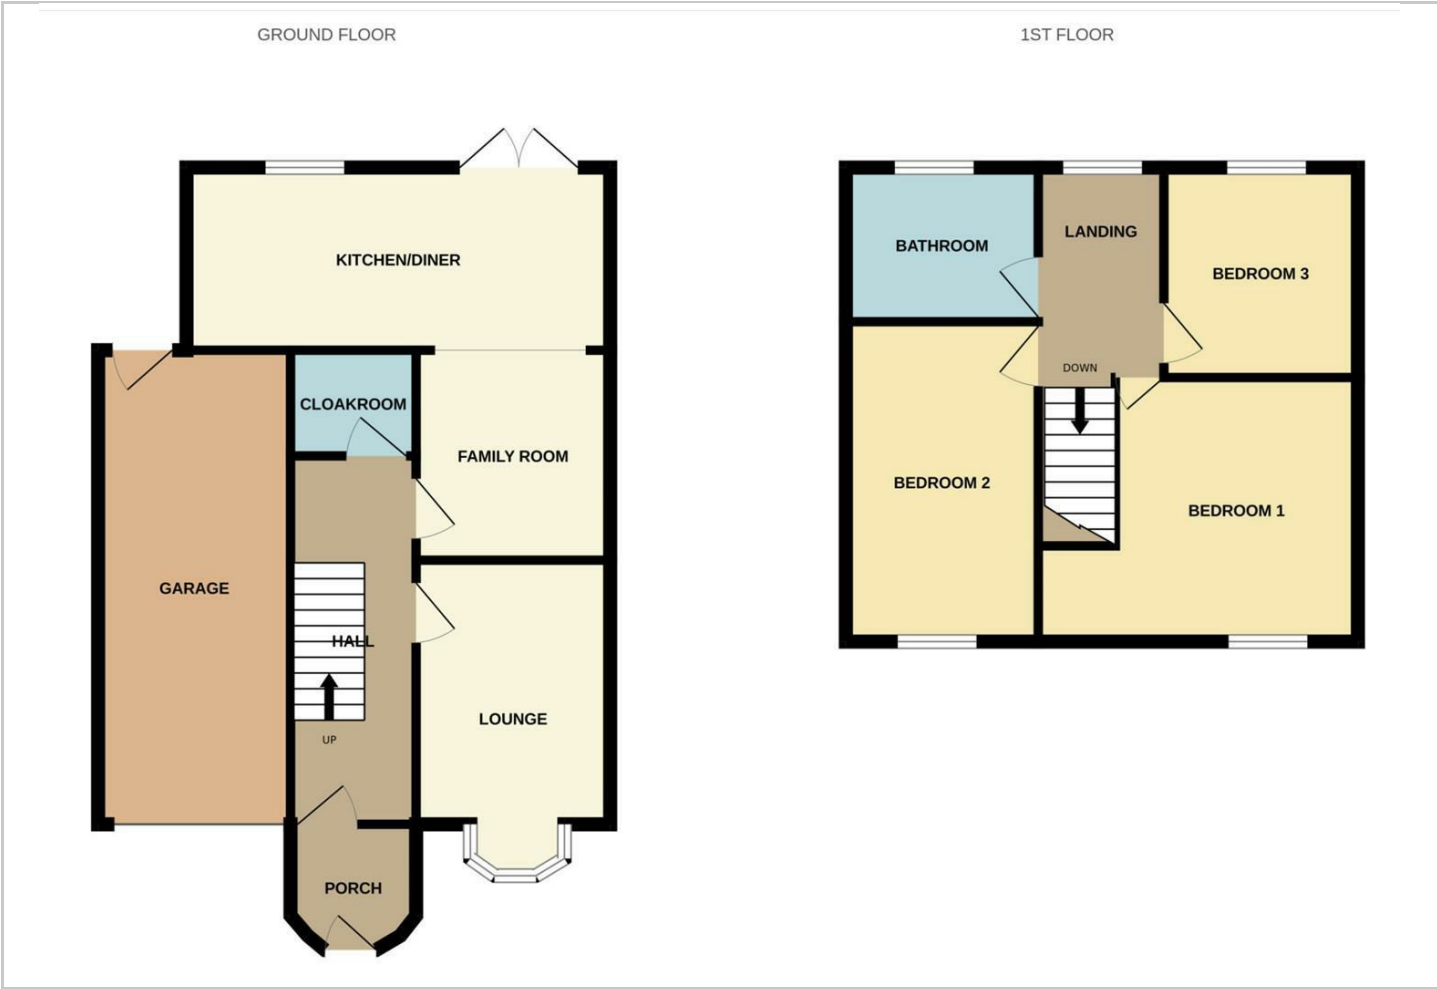 GROUND FLOOR
KITCHEN/DINER
CLOAKROOM
FAMILY ROOM
GARAGE
HALL
LOUNGE
UP
PORCH
1ST FLOOR
LANDING
BATHROOM
BEDROOM 3
DOWN
BEDROOM 2
BEDROOM 1